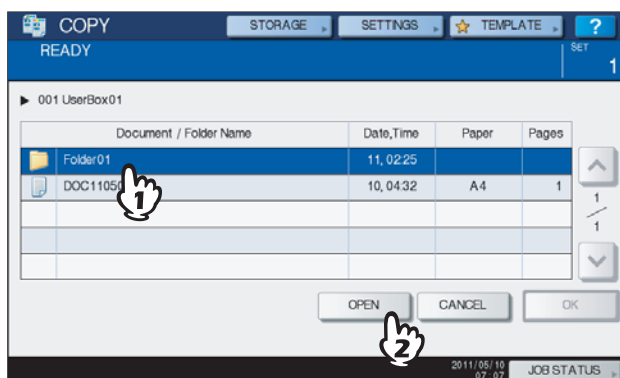 COPY STORAGE SETTINGS TEMPLATE ?
READY SET
1
001 UserBox01
Document / Folder Name Date,Time Paper Pages
Folder01 11, 02:25
DOC11050 10, 04:32 A4 1
1
1
1
OPEN CANCEL OK
2
2011/05/10
07:07 JOB STATUS